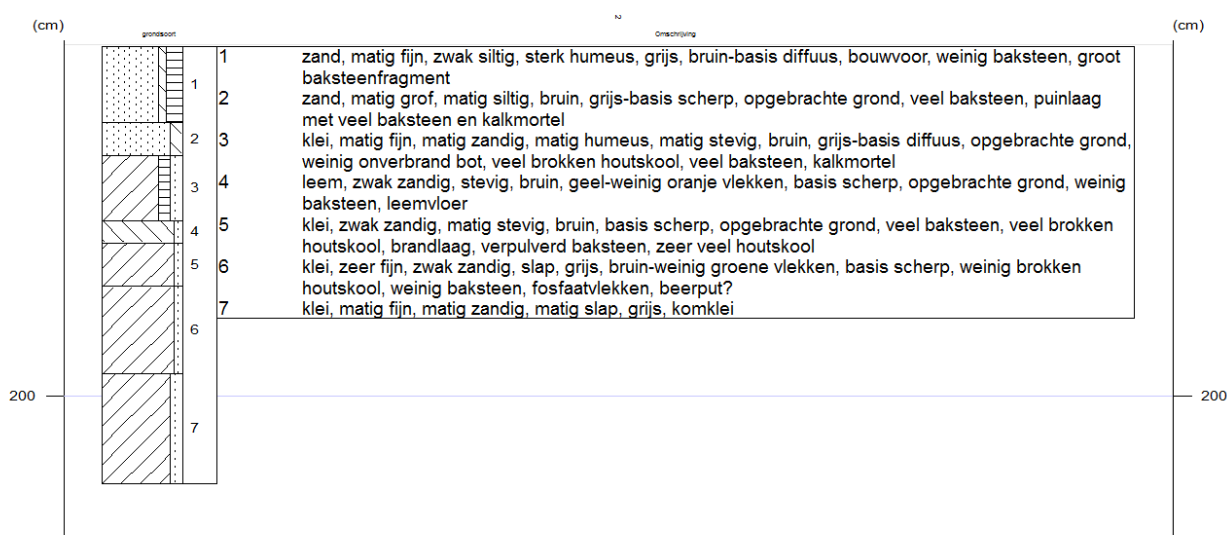 2
(cm)
(cm)
grondsoort
Omschrijving
1 zand, matig fijn, zwak siltig, sterk humeus, grijs, bruin-basis diffuus, bouwvoor, weinig baksteen, groot
baksteenfragment
2 zand, matig grof, matig siltig, bruin, grijs-basis scherp, opgebrachte grond, veel baksteen, puinlaag
met veel baksteen en kalkmortel
3 klei, matig fijn, matig zandig, matig humeus, matig stevig, bruin, grijs-basis diffuus, opgebrachte grond,
weinig onverbrand bot, veel brokken houtskool, veel baksteen, kalkmortel
4 leem, zwak zandig, stevig, bruin, geel-weinig oranje vlekken, basis scherp, opgebrachte grond, weinig
baksteen, leemvloer
5 klei, zwak zandig, matig stevig, bruin, basis scherp, opgebrachte grond, veel baksteen, veel brokken
houtskool, brandlaag, verpulverd baksteen, zeer veel houtskool
6 klei, zeer fijn, zwak zandig, slap, grijs, bruin-weinig groene vlekken, basis scherp, weinig brokken
houtskool, weinig baksteen, fosfaatvlekken, beerput?
7 klei, matig fijn, matig zandig, matig slap, grijs, komklei
1
2
3
4
5
6
7
200
200